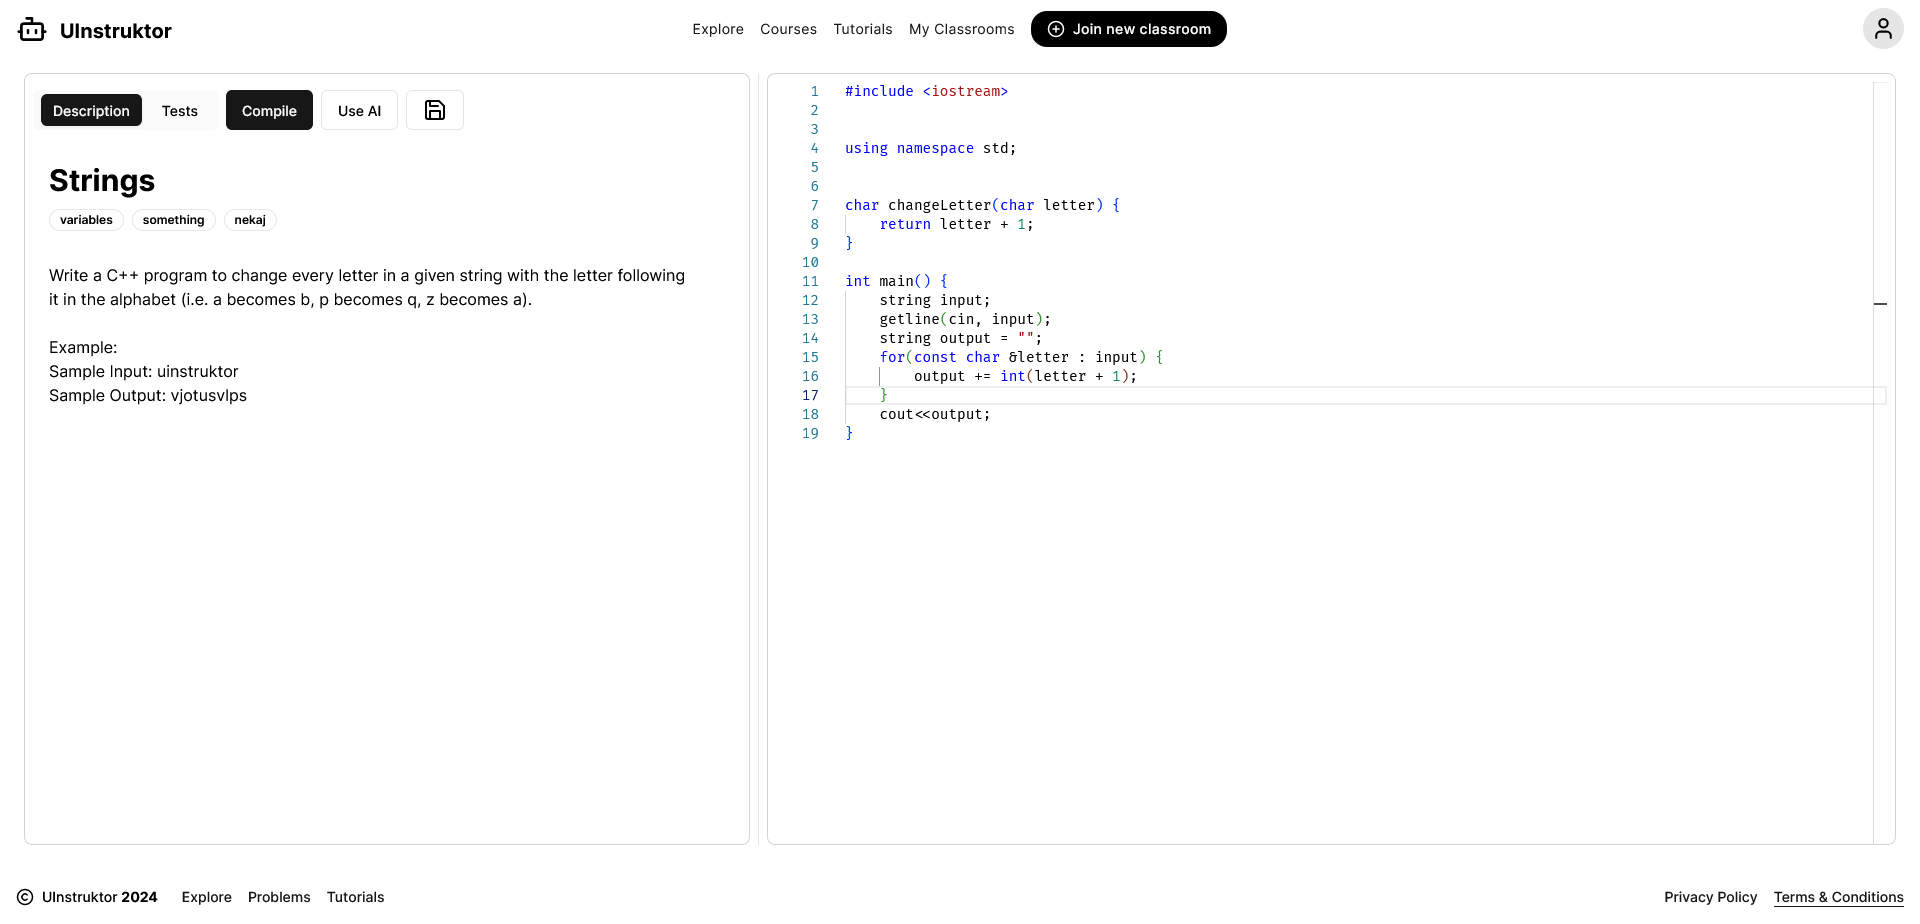 UInstruktor
Explore Courses Tutorials My Classrooms Join new classroom
Description Tests Compile Use AI
Strings
variables something nekaj
Write a C++ program to change every letter in a given string with the letter following
it in the alphabet (i.e. a becomes b, p becomes q, z becomes a).
Example:
Sample Input: uinstruktor
Sample Output: vjotusvlps
1 #include <iostream>
2
3
4 using namespace std;
5
6
7 char changeLetter(char letter) {
8     return letter + 1;
9 }
10
11 int main() {
12     string input;
13     getline(cin, input);
14     string output = "";
15     for(const char &letter : input) {
16         output += int(letter + 1);
17     }
18     cout<<output;
19 }
© UInstruktor 2024 Explore Problems Tutorials
Privacy Policy Terms & Conditions